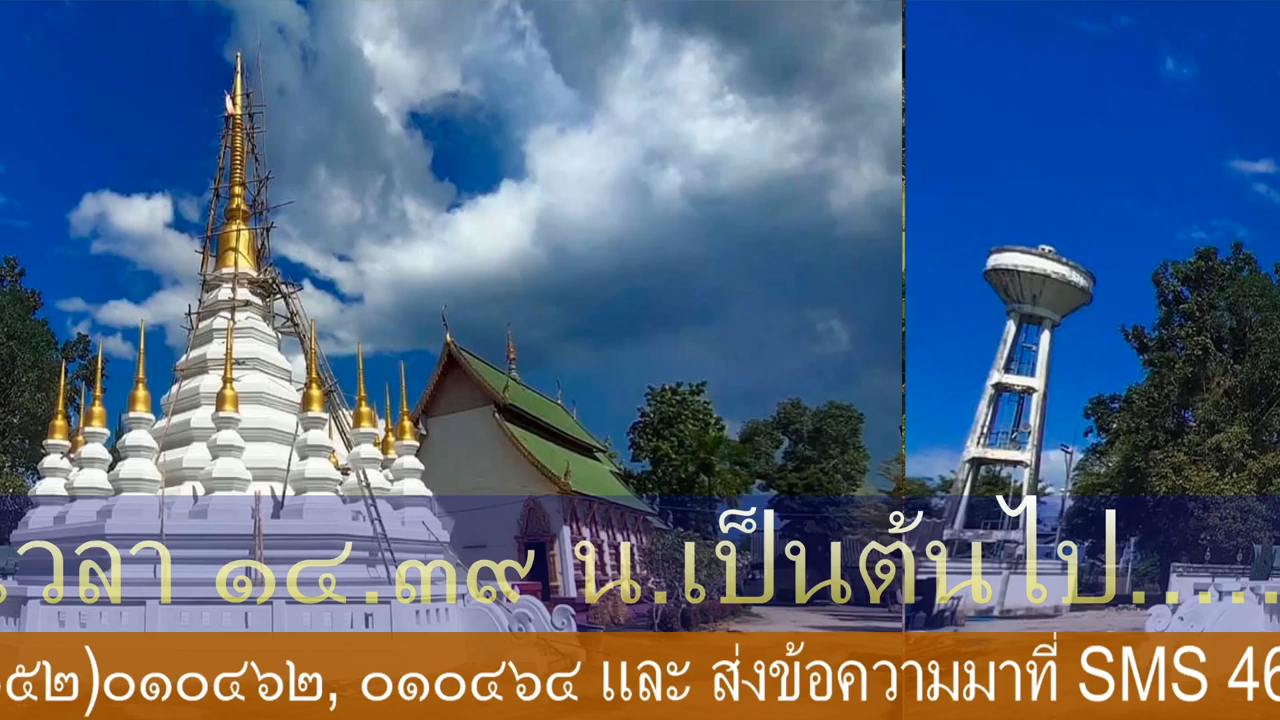 เวลา ๑๔.๓๙ น.เป็นต้นไป......
๕๒)๐๑๐๔๖๒, ๐๑๐๔๖๔ และ ส่งข้อความมาที่ SMS 46